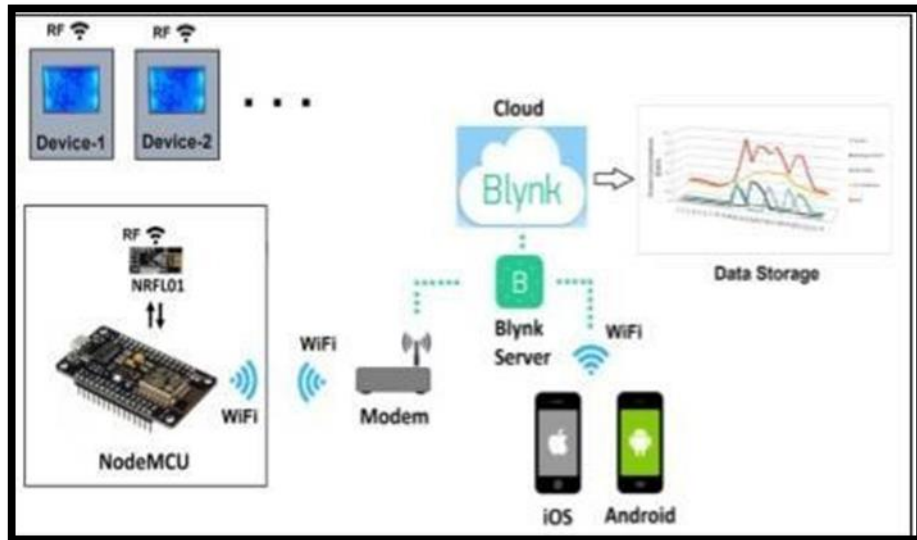 RF
RF
Device-1
Device-2
Cloud
Blynk
Data Storage
RF
NRFL01
NodeMCU
WiFi
WiFi
Modem
B
Blynk
Server
WiFi
iOS
Android